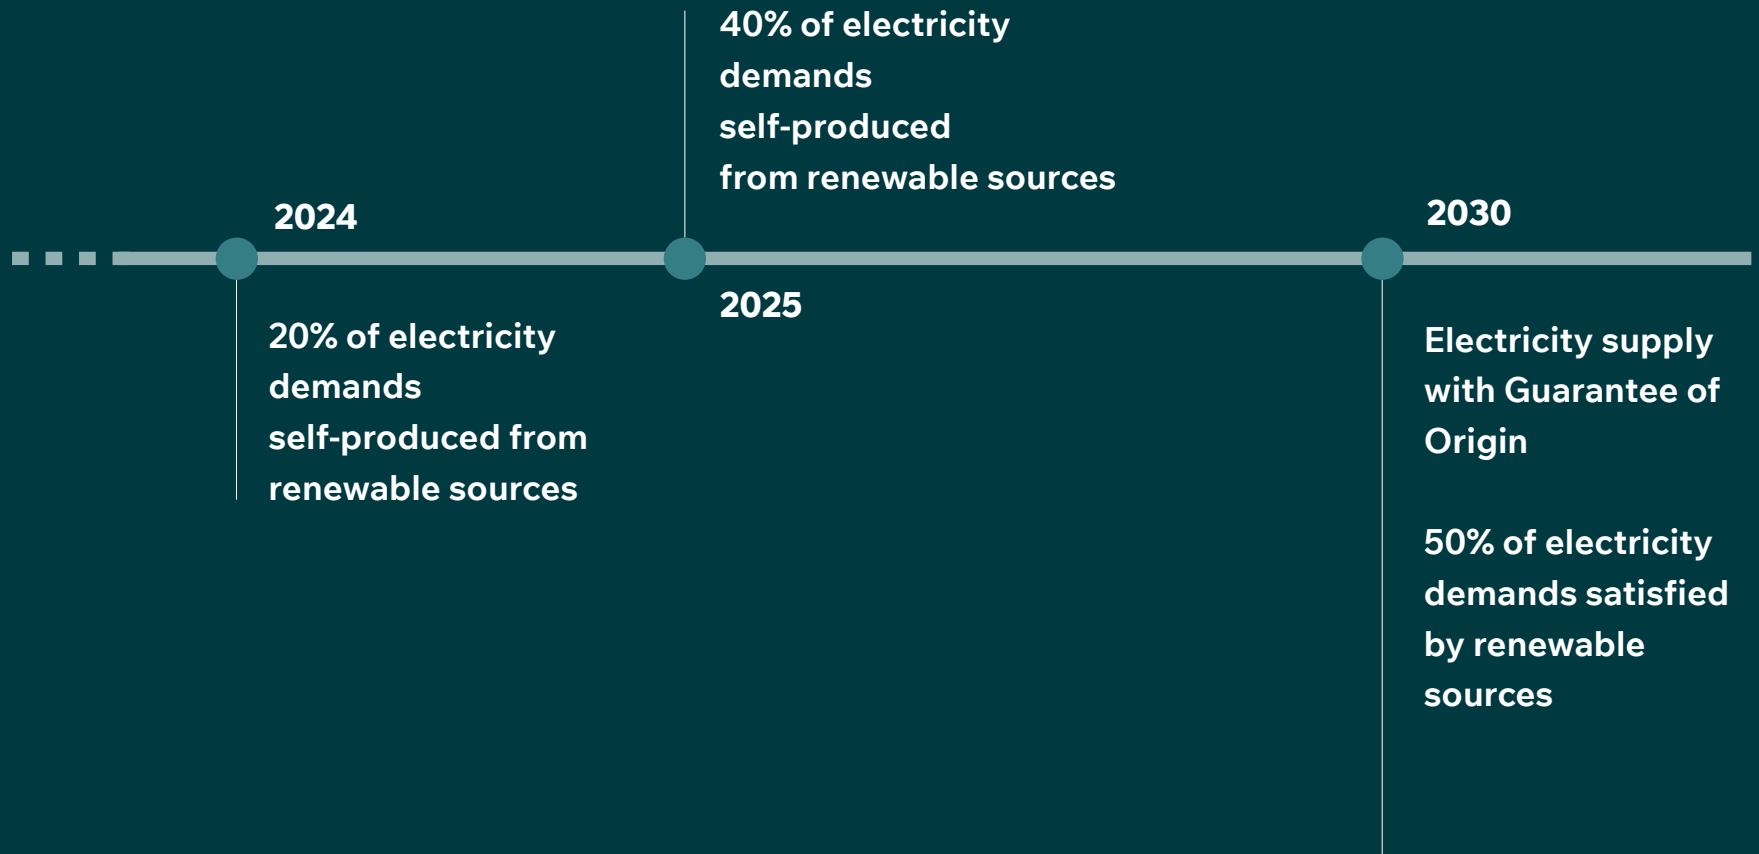 2024
20% of electricity
demands
self-produced from
renewable sources
40% of electricity
demands
self-produced
from renewable sources
2025
2030
Electricity supply
with Guarantee of
Origin
50% of electricity
demands satisfied
by renewable
sources